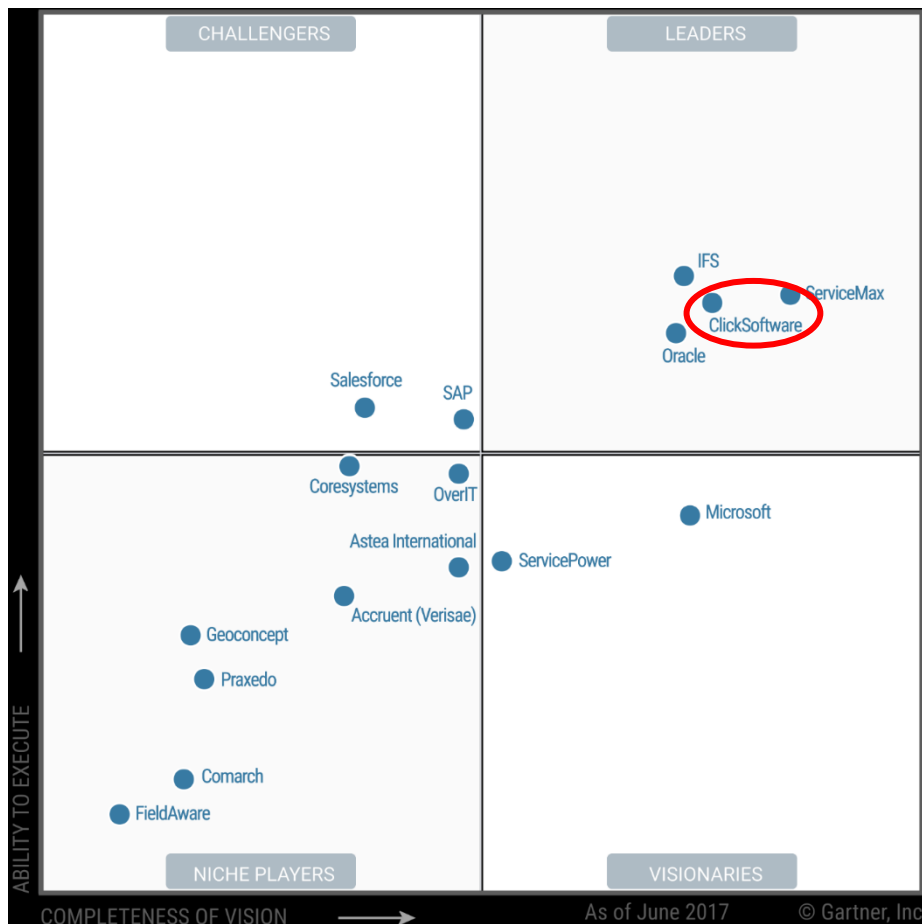 CHALLENGERS
LEADERS
IFS
ServiceMax
ClickSoftware
Oracle
Salesforce
SAP
Coresystems
OverIT
Microsoft
Astea International
ServicePower
Accruent (Verisae)
Geoconcept
Praxedo
Comarch
FieldAware
NICHE PLAYERS
VISIONARIES
ABILITY TO EXECUTE
COMPLETENESS OF VISION
As of June 2017
© Gartner, Inc